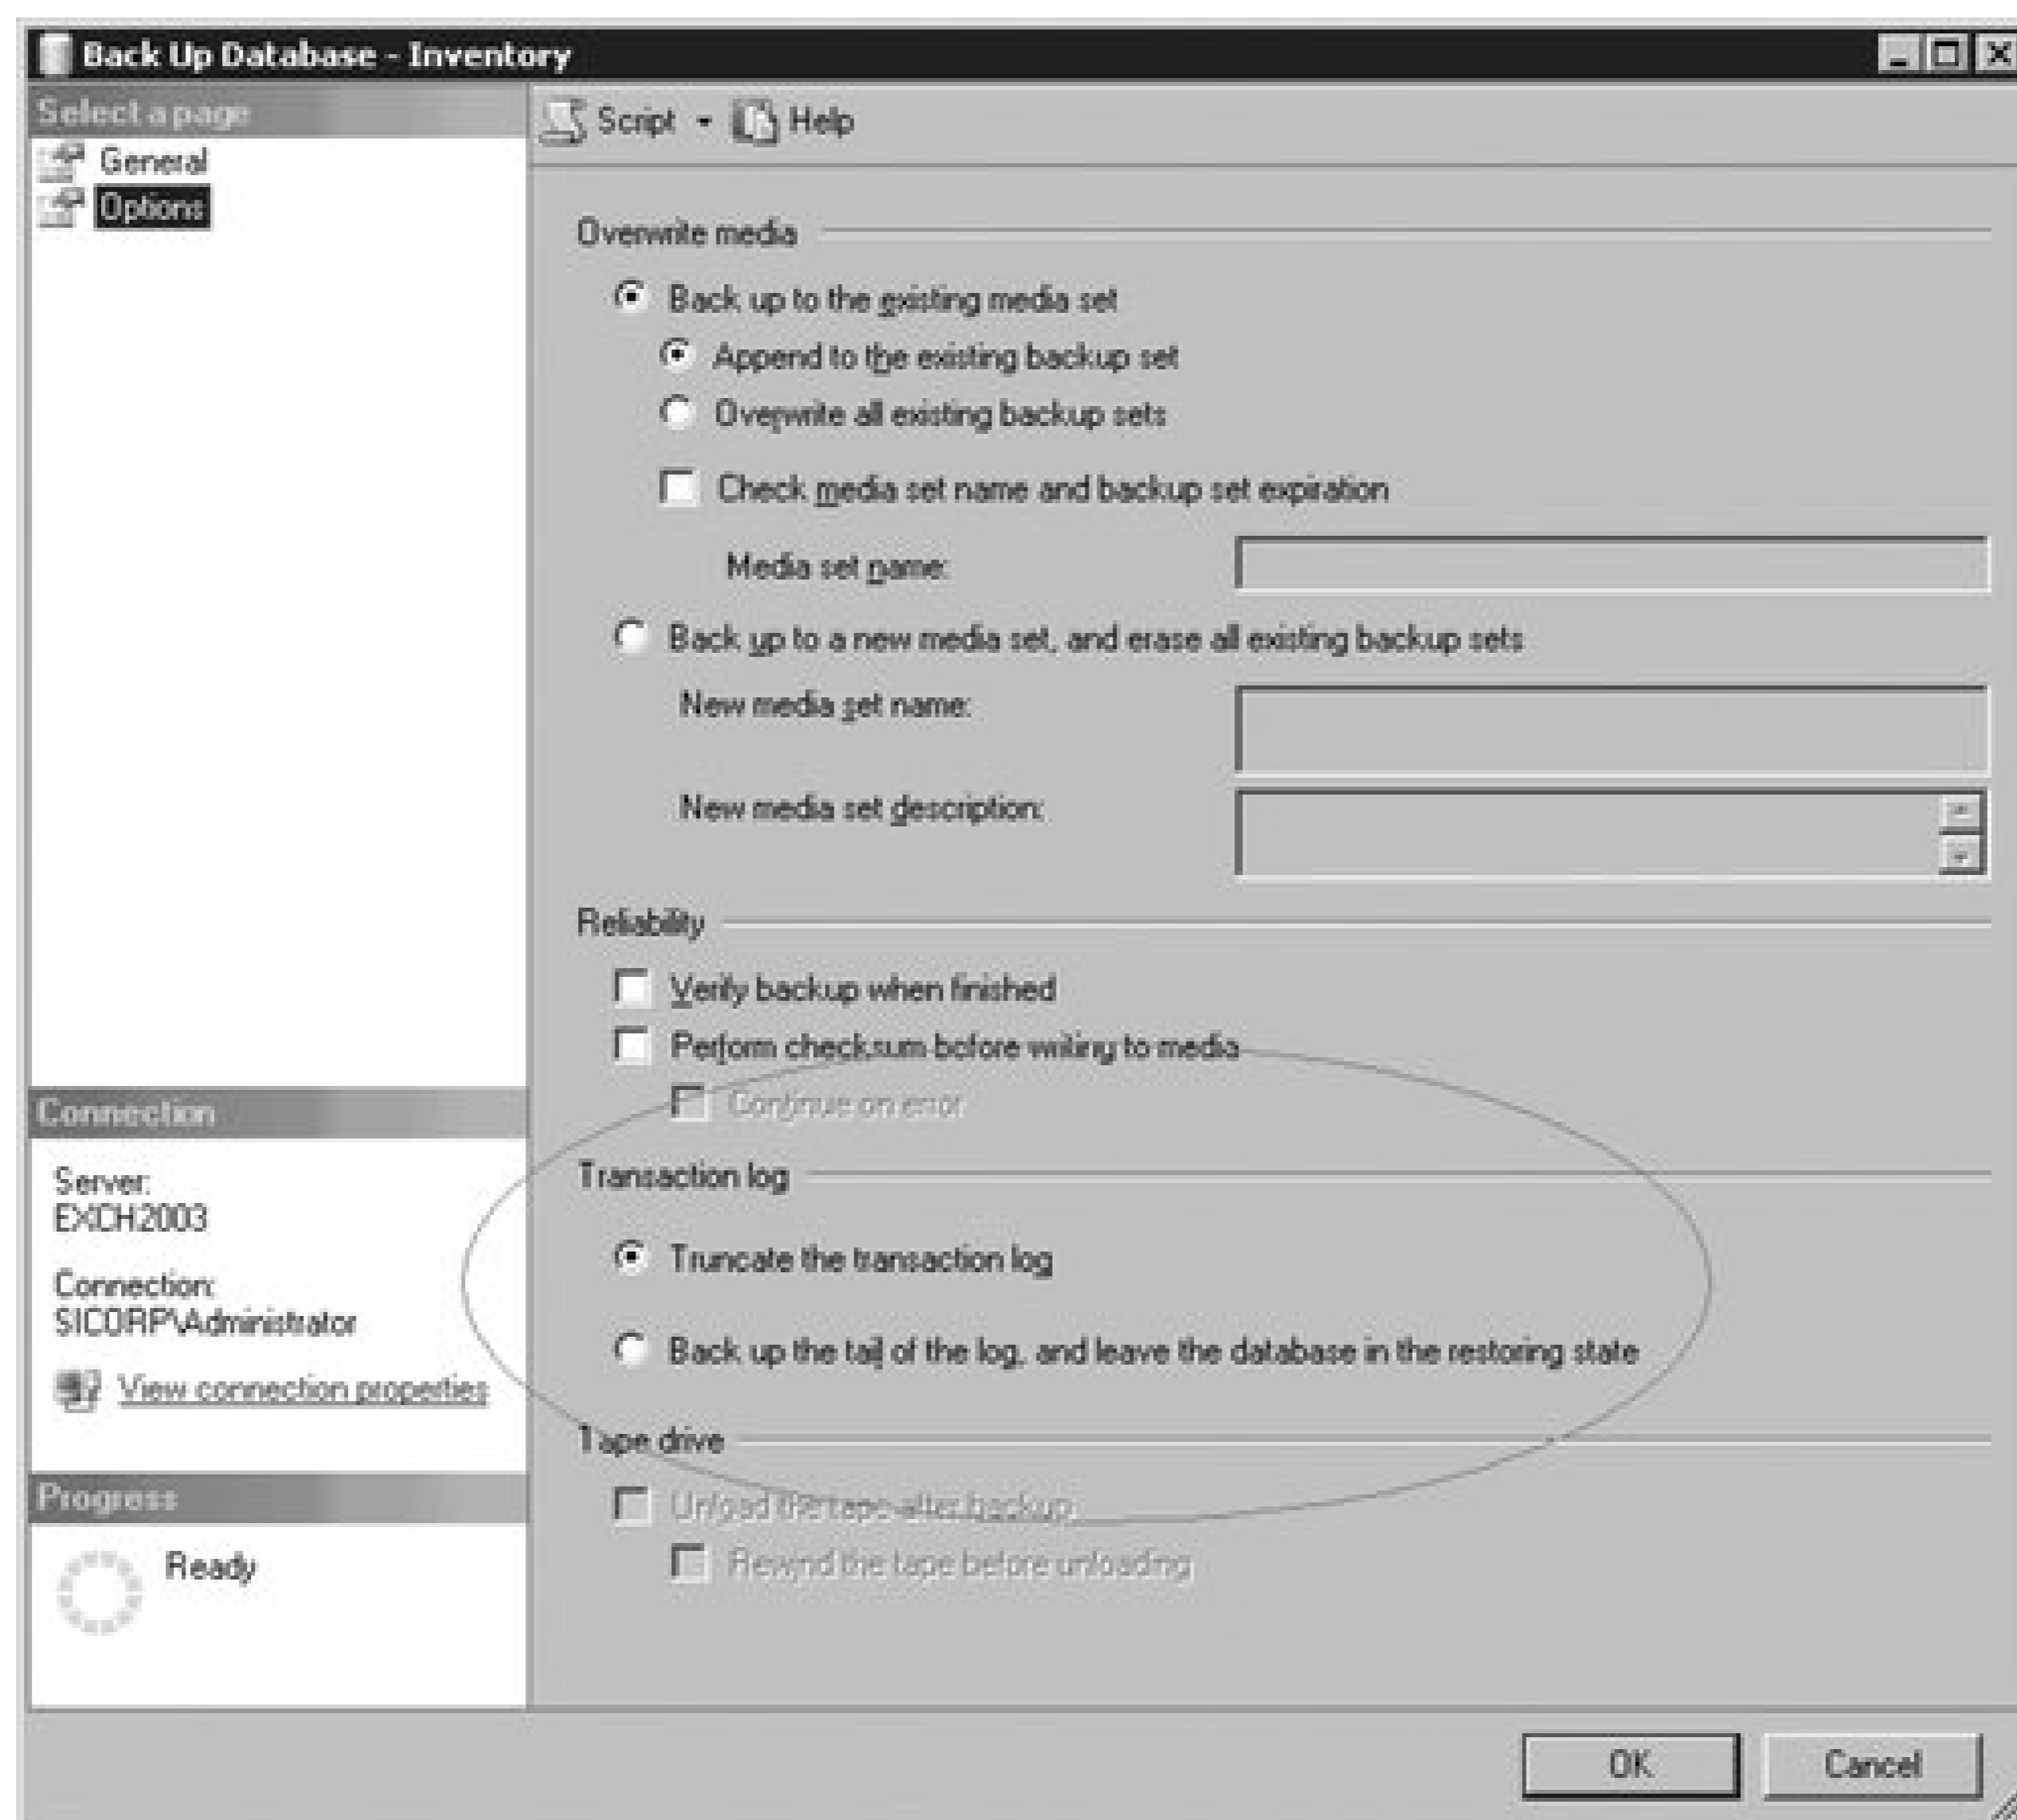 Back Up Database - Inventory
Select a page
General
Options
Script
Help
Overwrite media
Back up to the existing media set
Append to the existing backup set
Overwrite all existing backup sets
Check media set name and backup set expiration
Media set name:
Back up to a new media set, and erase all existing backup sets
New media set name:
New media set description:
Reliability
Verify backup when finished
Perform checksum before writing to media
Continue on error
Transaction log
Truncate the transaction log
Back up the tail of the log, and leave the database in the restoring state
Tape drive
Unload the tape after backup
Rewind the tape before unloading
Connection
Server:
EXCH2003
Connection:
SICORP\Administrator
View connection properties
Progress
Ready
OK
Cancel